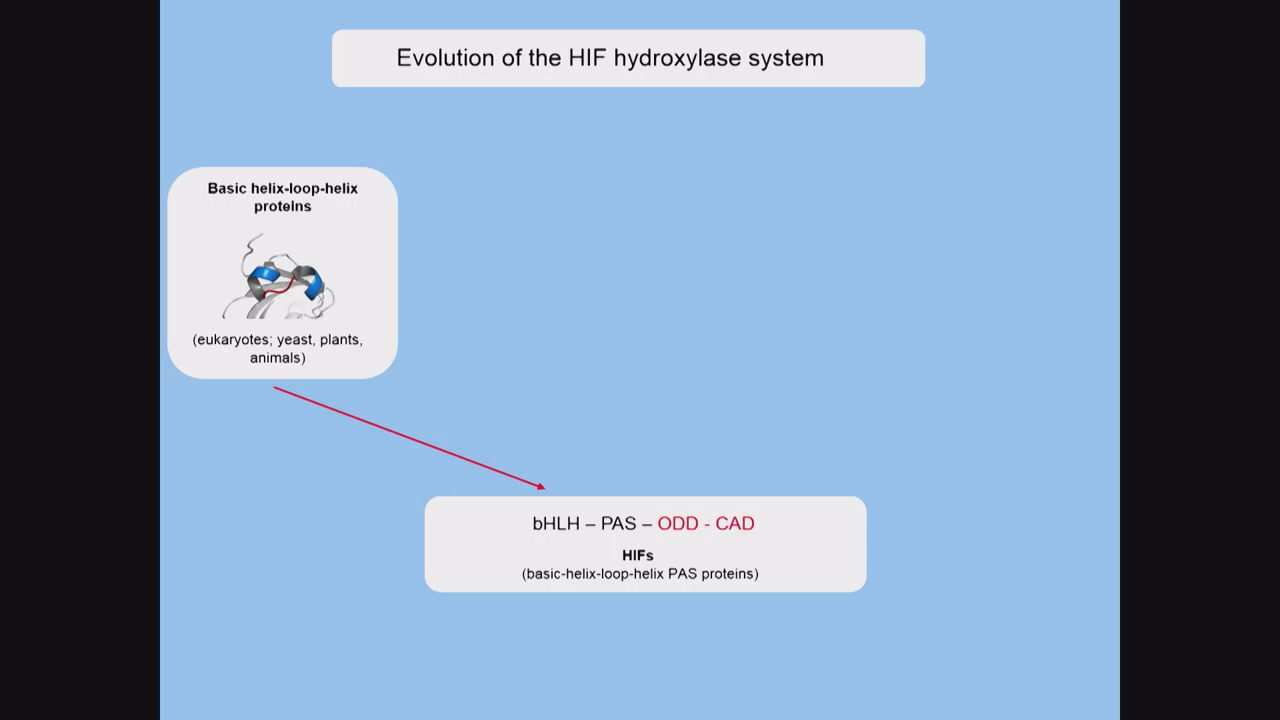 Evolution of the HIF hydroxylase system
Basic helix-loop-helix
proteins
(eukaryotes; yeast, plants,
animals)
bHLH – PAS – ODD - CAD
HIFs
(basic-helix-loop-helix PAS proteins)